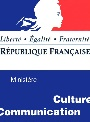 Liberté • Égalité • Fraternité
RÉPUBLIQUE FRANÇAISE
Ministère
Culture
Communication